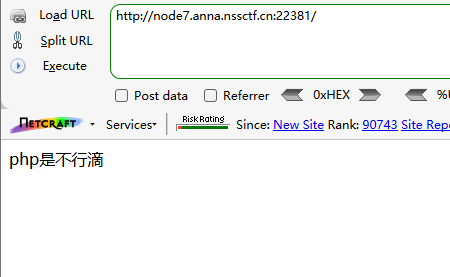 Load URL
http://node7.anna.nssctf.cn:22381/
Split URL
Execute
Post data Referrer 0xHEX %U
NETCRAFT Services Risk Rating Since: New Site Rank: 90743 Site Repo
php是不行滴